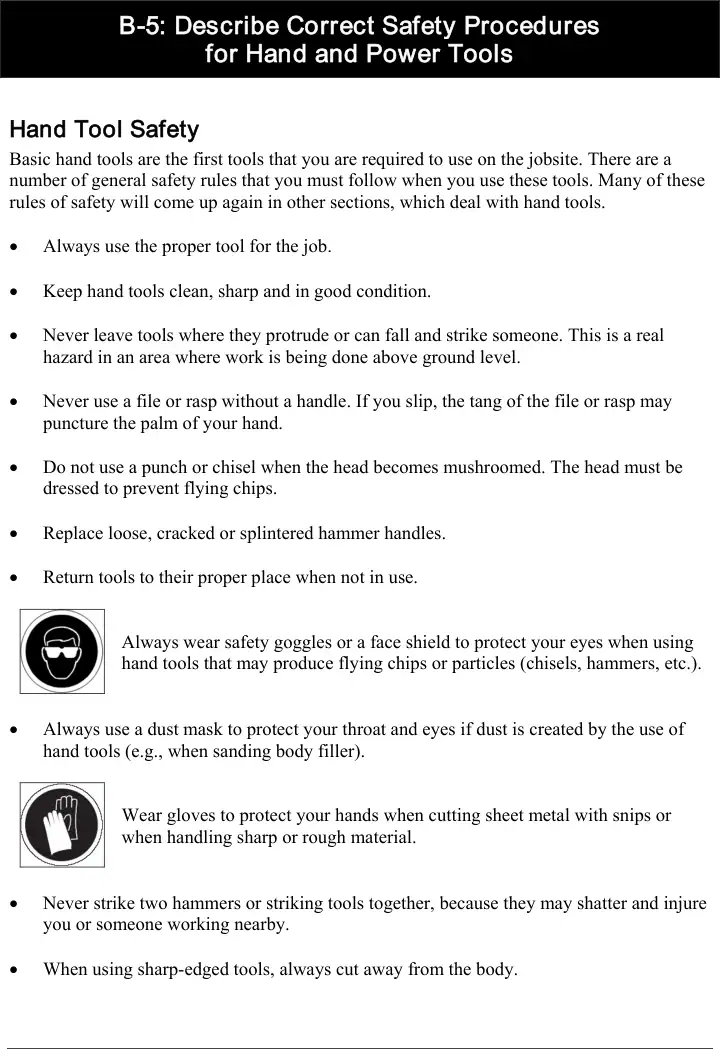 B-5: Describe Correct Safety Procedures
for Hand and Power Tools
Hand Tool Safety
Basic hand tools are the first tools that you are required to use on the jobsite. There are a
number of general safety rules that you must follow when you use these tools. Many of these
rules of safety will come up again in other sections, which deal with hand tools.
• Always use the proper tool for the job.
• Keep hand tools clean, sharp and in good condition.
• Never leave tools where they protrude or can fall and strike someone. This is a real
hazard in an area where work is being done above ground level.
• Never use a file or rasp without a handle. If you slip, the tang of the file or rasp may
puncture the palm of your hand.
• Do not use a punch or chisel when the head becomes mushroomed. The head must be
dressed to prevent flying chips.
• Replace loose, cracked or splintered hammer handles.
• Return tools to their proper place when not in use.
Always wear safety goggles or a face shield to protect your eyes when using
hand tools that may produce flying chips or particles (chisels, hammers, etc.).
• Always use a dust mask to protect your throat and eyes if dust is created by the use of
hand tools (e.g., when sanding body filler).
Wear gloves to protect your hands when cutting sheet metal with snips or
when handling sharp or rough material.
• Never strike two hammers or striking tools together, because they may shatter and injure
you or someone working nearby.
• When using sharp-edged tools, always cut away from the body.